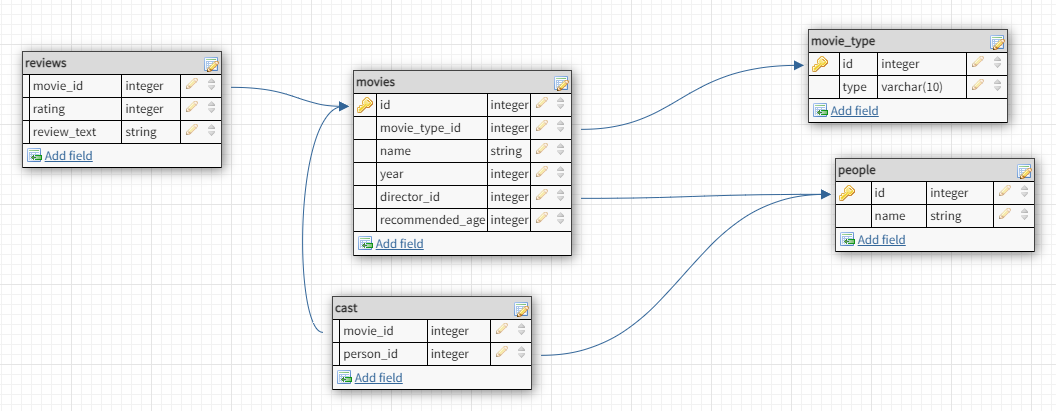 reviews
movie_id integer
rating integer
review_text string
Add field
movies
id integer
movie_type_id integer
name string
year integer
director_id integer
recommended_age integer
Add field
movie_type
id integer
type varchar(10)
Add field
people
id integer
name string
Add field
cast
movie_id integer
person_id integer
Add field